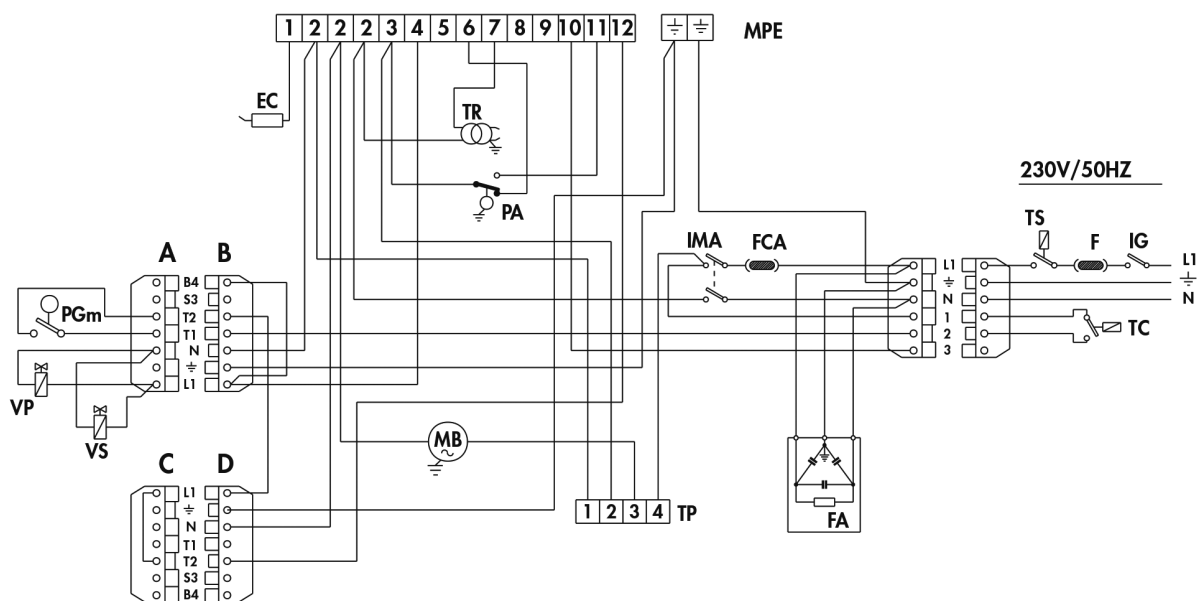 1 2 2 2 3 4 5 6 7 8 9 10 11 12
MPE
EC
TR
PA
230V/50HZ
TS
F
IG
IMA
FCA
L1
N
A
B
B4
S3
T2
T1
N
L1
PGm
VP
VS
L1
N
1
2
3
TC
MB
C
D
L1
N
T1
T2
S3
B4
1 2 3 4
TP
FA